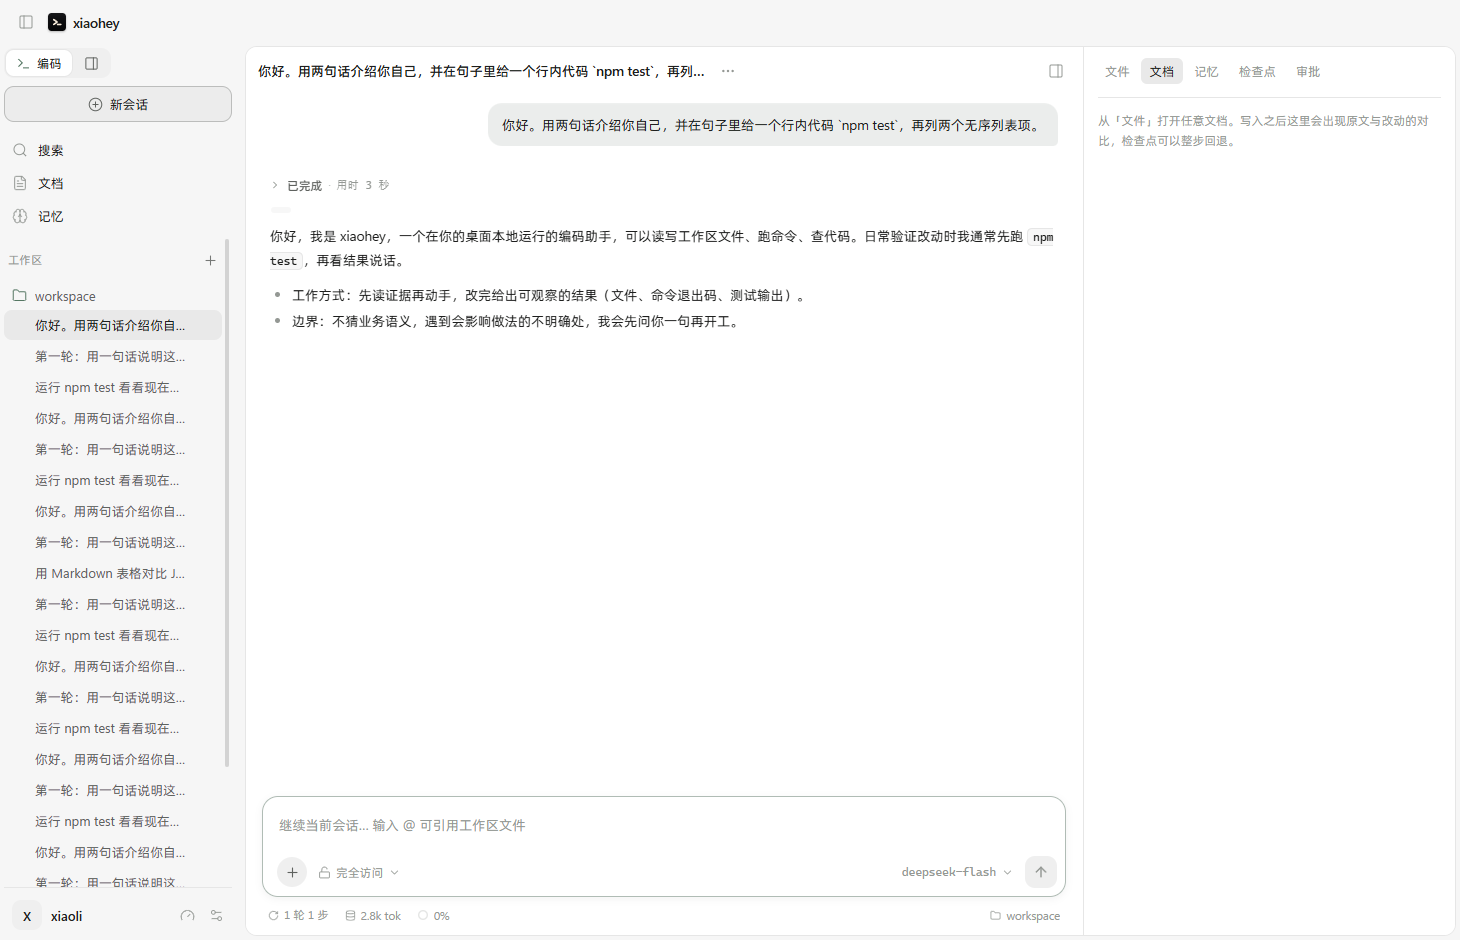 xiaohey
编码
新会话
搜索
文档
记忆
工作区
workspace
你好。用两句话介绍你自...
第一轮：用一句话说明这...
运行 npm test 看看现在...
你好。用两句话介绍你自...
第一轮：用一句话说明这...
运行 npm test 看看现在...
你好。用两句话介绍你自...
第一轮：用一句话说明这...
用 Markdown 表格对比 J...
第一轮：用一句话说明这...
运行 npm test 看看现在...
你好。用两句话介绍你自...
第一轮：用一句话说明这...
运行 npm test 看看现在...
你好。用两句话介绍你自...
第一轮：用一句话说明这...
运行 npm test 看看现在...
你好。用两句话介绍你自...
第一轮：用一句话说明这...
X xiaoli
你好。用两句话介绍你自己，并在句子里给一个行内代码 `npm test`，再列... ···
你好。用两句话介绍你自己，并在句子里给一个行内代码 `npm test`，再列两个无序列表项。
已完成 · 用时 3 秒
你好，我是 xiaohey，一个在你的桌面本地运行的编码助手，可以读写工作区文件、跑命令、查代码。日常验证改动时我通常先跑 npm
test，再看结果说话。
• 工作方式：先读证据再动手，改完给出可观察的结果（文件、命令退出码、测试输出）。
• 边界：不猜业务语义，遇到会影响做法的不明确处，我会先问你一句再开工。
继续当前会话... 输入 @ 可引用工作区文件
完全访问
deepseek-flash
1 轮 1 步 2.8k tok 0%
workspace
文件 文档 记忆 检查点 审批
从「文件」打开任意文档。写入之后这里会出现原文与改动的对
比，检查点可以整步回退。